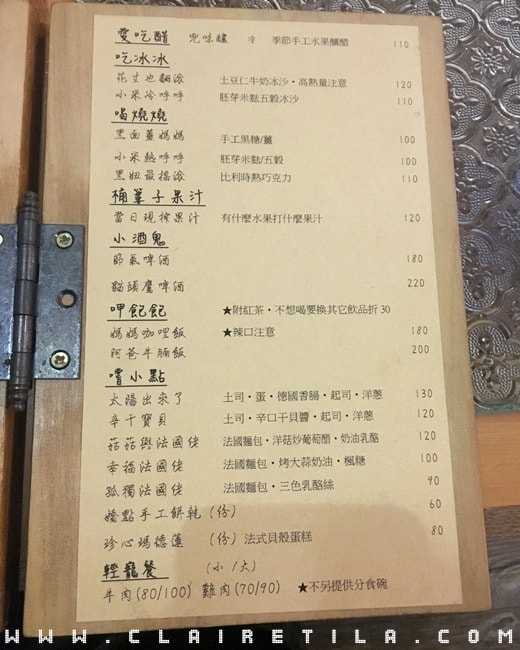 愛吃醋 兜味釀 冷 季節手工水果釀醋 110
吃冰冰
花生也翻滾 土豆仁牛奶冰沙·高熱量注意 120
小米冷呼呼 胚芽米麩五穀冰沙 110
喝燒燒
黑面薑媽媽 手工黑糖/薑 100
小米熱呼呼 胚芽米麩/五穀 100
黑妞最搖滾 比利時熱巧克力 110
桶葦子果汁
當日現榨果汁 有什麼水果打什麼果汁 120
小酒鬼
節氣啤酒 180
貓頭鷹啤酒 220
呷飽飽 ★附紅茶·不想喝要換其它飲品折30
媽媽咖哩飯 ★辣口注意 180
阿爸牛腩飯 200
嚐小點
太陽出來了 土司·蛋·德國香腸·起司·洋蔥 130
辛干寶貝 土司·辛口干貝醬·起司·洋蔥 120
菇菇與法國佬 法國麵包·洋菇炒葡萄醋·奶油乳酪 120
幸福法國佬 法國麵包·烤大蒜奶油·楓糖 100
孤獨法國佬 法國麵包·三色乳酪絲 90
嬌點手工餅乾(份) 60
珍心瑪德蓮 (份)法式貝殼蛋糕 80
輕寵餐 (小/大)
牛肉(80/100) 雞肉(70/90) ★不另提供分食碗
WWW.CLAIRETILA.COM